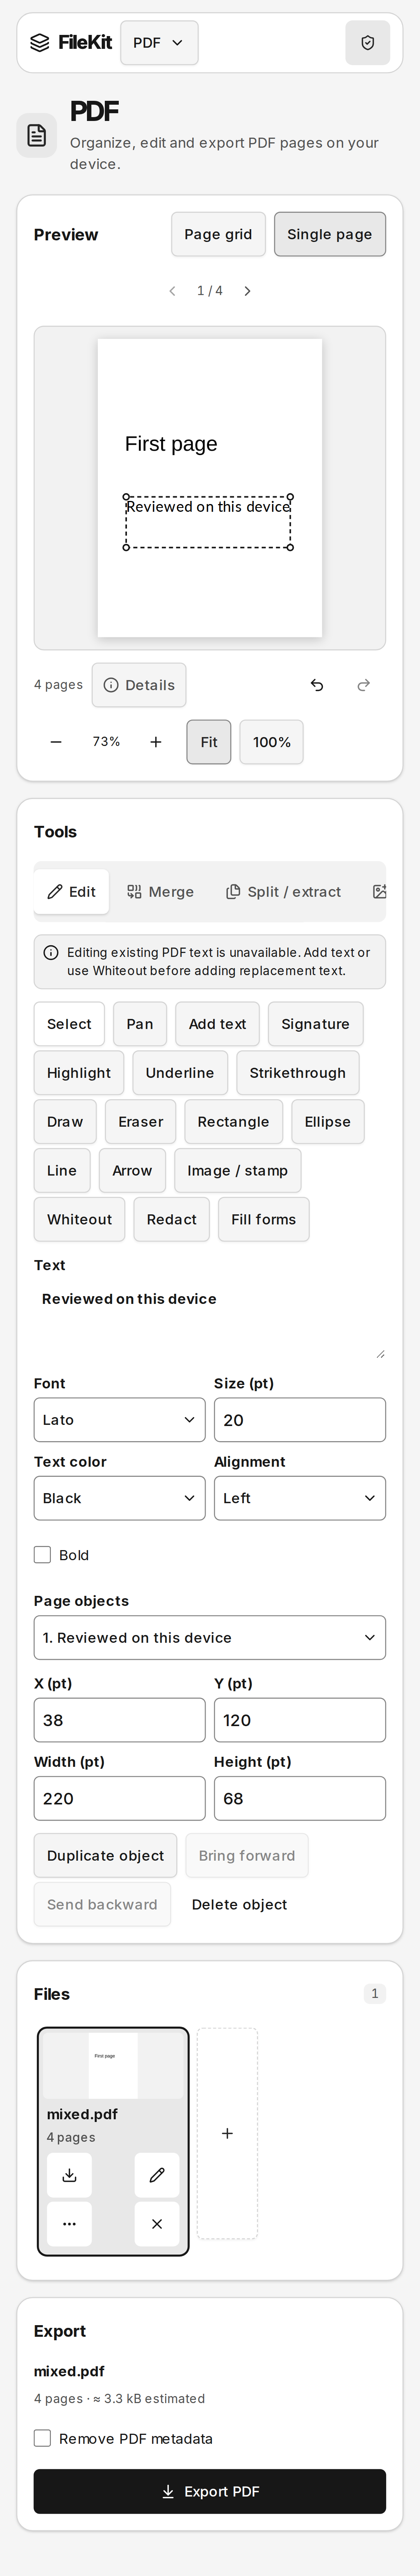 FileKit
PDF
PDF
Organize, edit and export PDF pages on your
device.
Preview
Page grid
Single page
1 / 4
First page
Reviewed on this device
4 pages
Details
73%
Fit
100%
Tools
Edit
Merge
Split / extract
Editing existing PDF text is unavailable. Add text or
use Whiteout before adding replacement text.
Select
Pan
Add text
Signature
Highlight
Underline
Strikethrough
Draw
Eraser
Rectangle
Ellipse
Line
Arrow
Image / stamp
Whiteout
Redact
Fill forms
Text
Reviewed on this device
Font
Size (pt)
Lato
20
Text color
Alignment
Black
Left
Bold
Page objects
1. Reviewed on this device
X (pt)
Y (pt)
38
120
Width (pt)
Height (pt)
220
68
Duplicate object
Bring forward
Send backward
Delete object
Files
1
First page
mixed.pdf
4 pages
Export
mixed.pdf
4 pages · ≈ 3.3 kB estimated
Remove PDF metadata
Export PDF